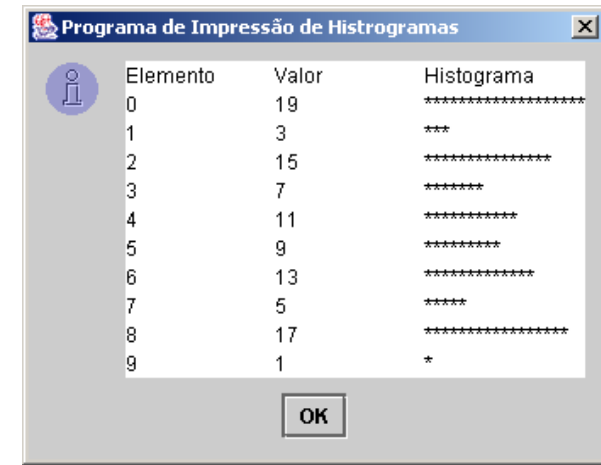 Programa de Impressão de Histrogramas
Elemento Valor Histograma
0 19 *******************
1 3 ***
2 15 ***************
3 7 *******
4 11 ***********
5 9 *********
6 13 *************
7 5 *****
8 17 *****************
9 1 *
OK